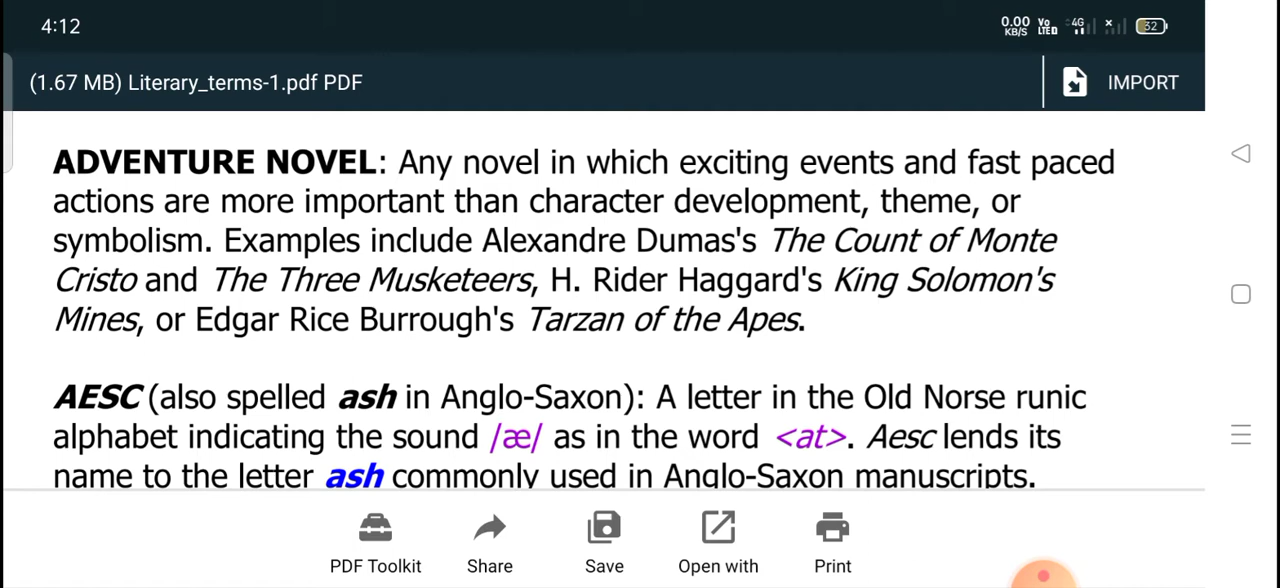 4:12
0.00 KB/S Vo LTE D 4G x 32
(1.67 MB) Literary_terms-1.pdf PDF
IMPORT
ADVENTURE NOVEL: Any novel in which exciting events and fast paced
actions are more important than character development, theme, or
symbolism. Examples include Alexandre Dumas's The Count of Monte
Cristo and The Three Musketeers, H. Rider Haggard's King Solomon's
Mines, or Edgar Rice Burrough's Tarzan of the Apes.
AESC (also spelled ash in Anglo-Saxon): A letter in the Old Norse runic
alphabet indicating the sound /æ/ as in the word <at>. Aesc lends its
name to the letter ash commonly used in Anglo-Saxon manuscripts.
PDF Toolkit Share Save Open with Print